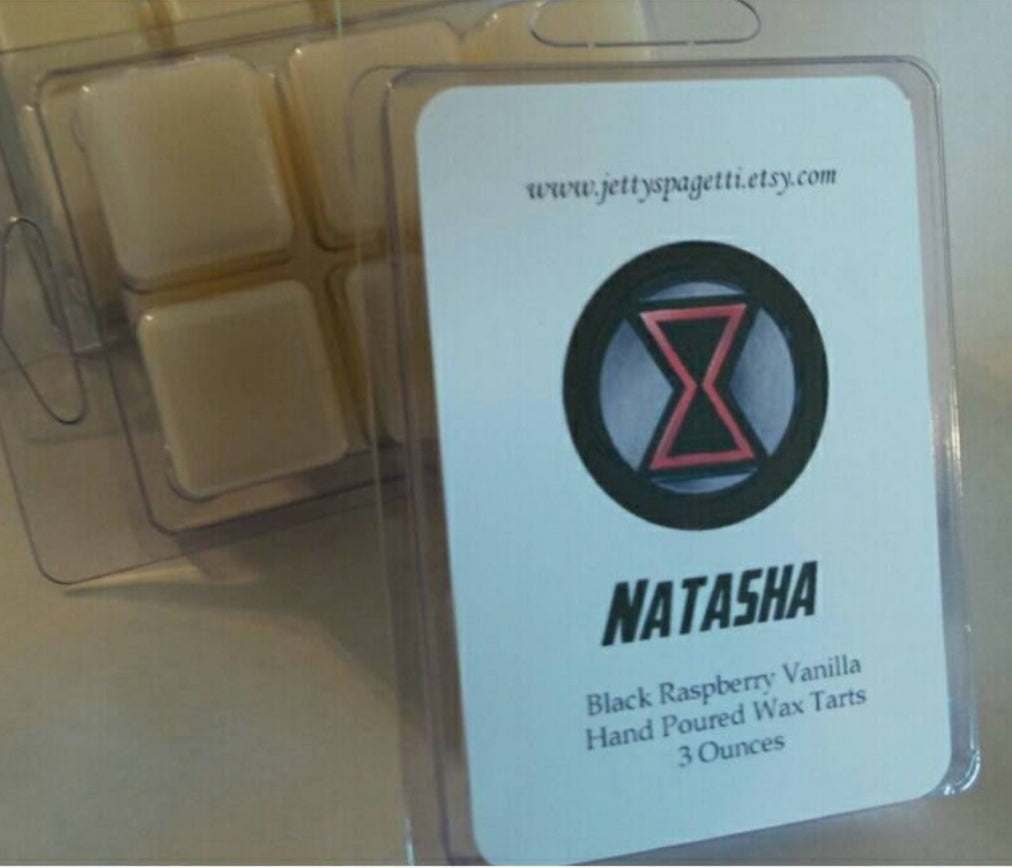 www.jettyspagetti.etsy.com
NATASHA
Black Raspberry Vanilla
Hand Poured Wax Tarts
3 Ounces